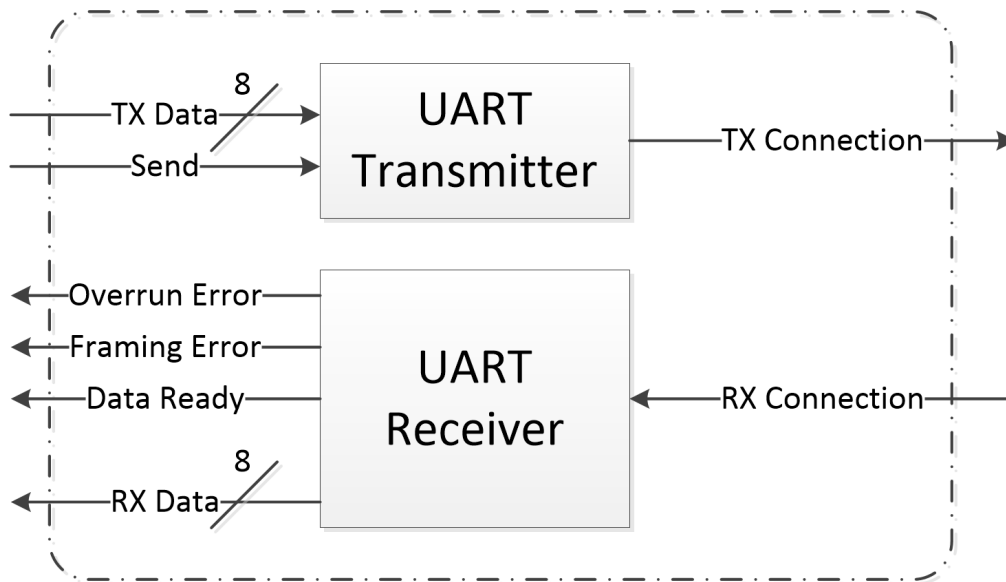 8
TX Data
Send
UART
Transmitter
TX Connection
Overrun Error
Framing Error
Data Ready
8
RX Data
UART
Receiver
RX Connection